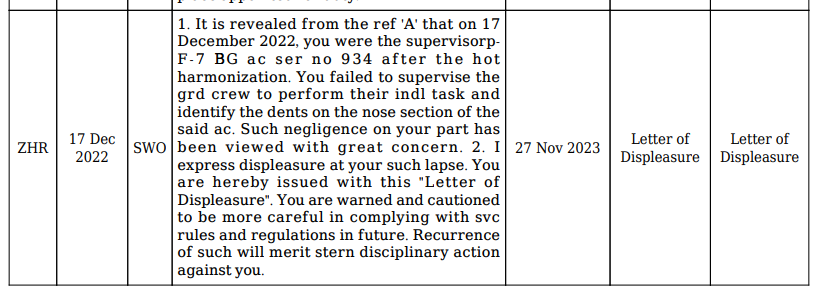 ZHR
17 Dec
2022
SWO
1. It is revealed from the ref 'A' that on 17
December 2022, you were the supervisorp-
F-7 BG ac ser no 934 after the hot
harmonization. You failed to supervise the
grd crew to perform their indl task and
identify the dents on the nose section of the
said ac. Such negligence on your part has
been viewed with great concern. 2. I
express displeasure at your such lapse. You
are hereby issued with this "Letter of
Displeasure". You are warned and cautioned
to be more careful in complying with svc
rules and regulations in future. Recurrence
of such will merit stern disciplinary action
against you.
27 Nov 2023
Letter of
Displeasure
Letter of
Displeasure